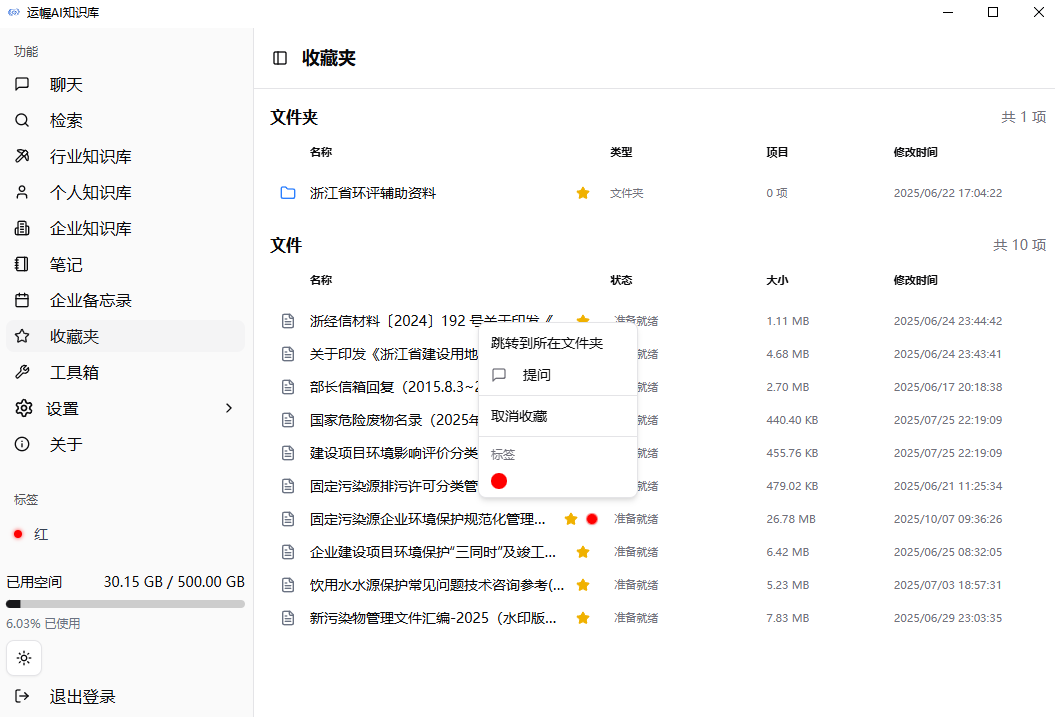 运幄AI知识库
功能
聊天
检索
行业知识库
个人知识库
企业知识库
笔记
企业备忘录
收藏夹
工具箱
设置
关于
标签
红
已用空间 30.15 GB / 500.00 GB
6.03% 已使用
退出登录
收藏夹
文件夹 共 1 项
名称 类型 项目 修改时间
浙江省环评辅助资料 文件夹 0 项 2025/06/22 17:04:22
文件 共 10 项
名称 状态 大小 修改时间
浙经信材料〔2024〕192 号关于印发《 准备就绪 1.11 MB 2025/06/24 23:44:42
关于印发《浙江省建设用地 就绪 4.68 MB 2025/06/24 23:43:41
部长信箱回复（2015.8.3~2 就绪 2.70 MB 2025/06/17 20:18:38
国家危险废物名录（2025年 就绪 440.40 KB 2025/07/25 22:19:09
建设项目环境影响评价分类 就绪 455.76 KB 2025/07/25 22:19:09
固定污染源排污许可分类管 就绪 479.02 KB 2025/06/21 11:25:34
固定污染源企业环境保护规范化管理... 准备就绪 26.78 MB 2025/10/07 09:36:26
企业建设项目环境保护“三同时”及竣工... 准备就绪 6.42 MB 2025/06/25 08:32:05
饮用水水源保护常见问题技术咨询参考(... 准备就绪 5.23 MB 2025/07/03 18:57:31
新污染物管理文件汇编-2025（水印版... 准备就绪 7.83 MB 2025/06/29 23:03:35
跳转到所在文件夹
提问
取消收藏
标签